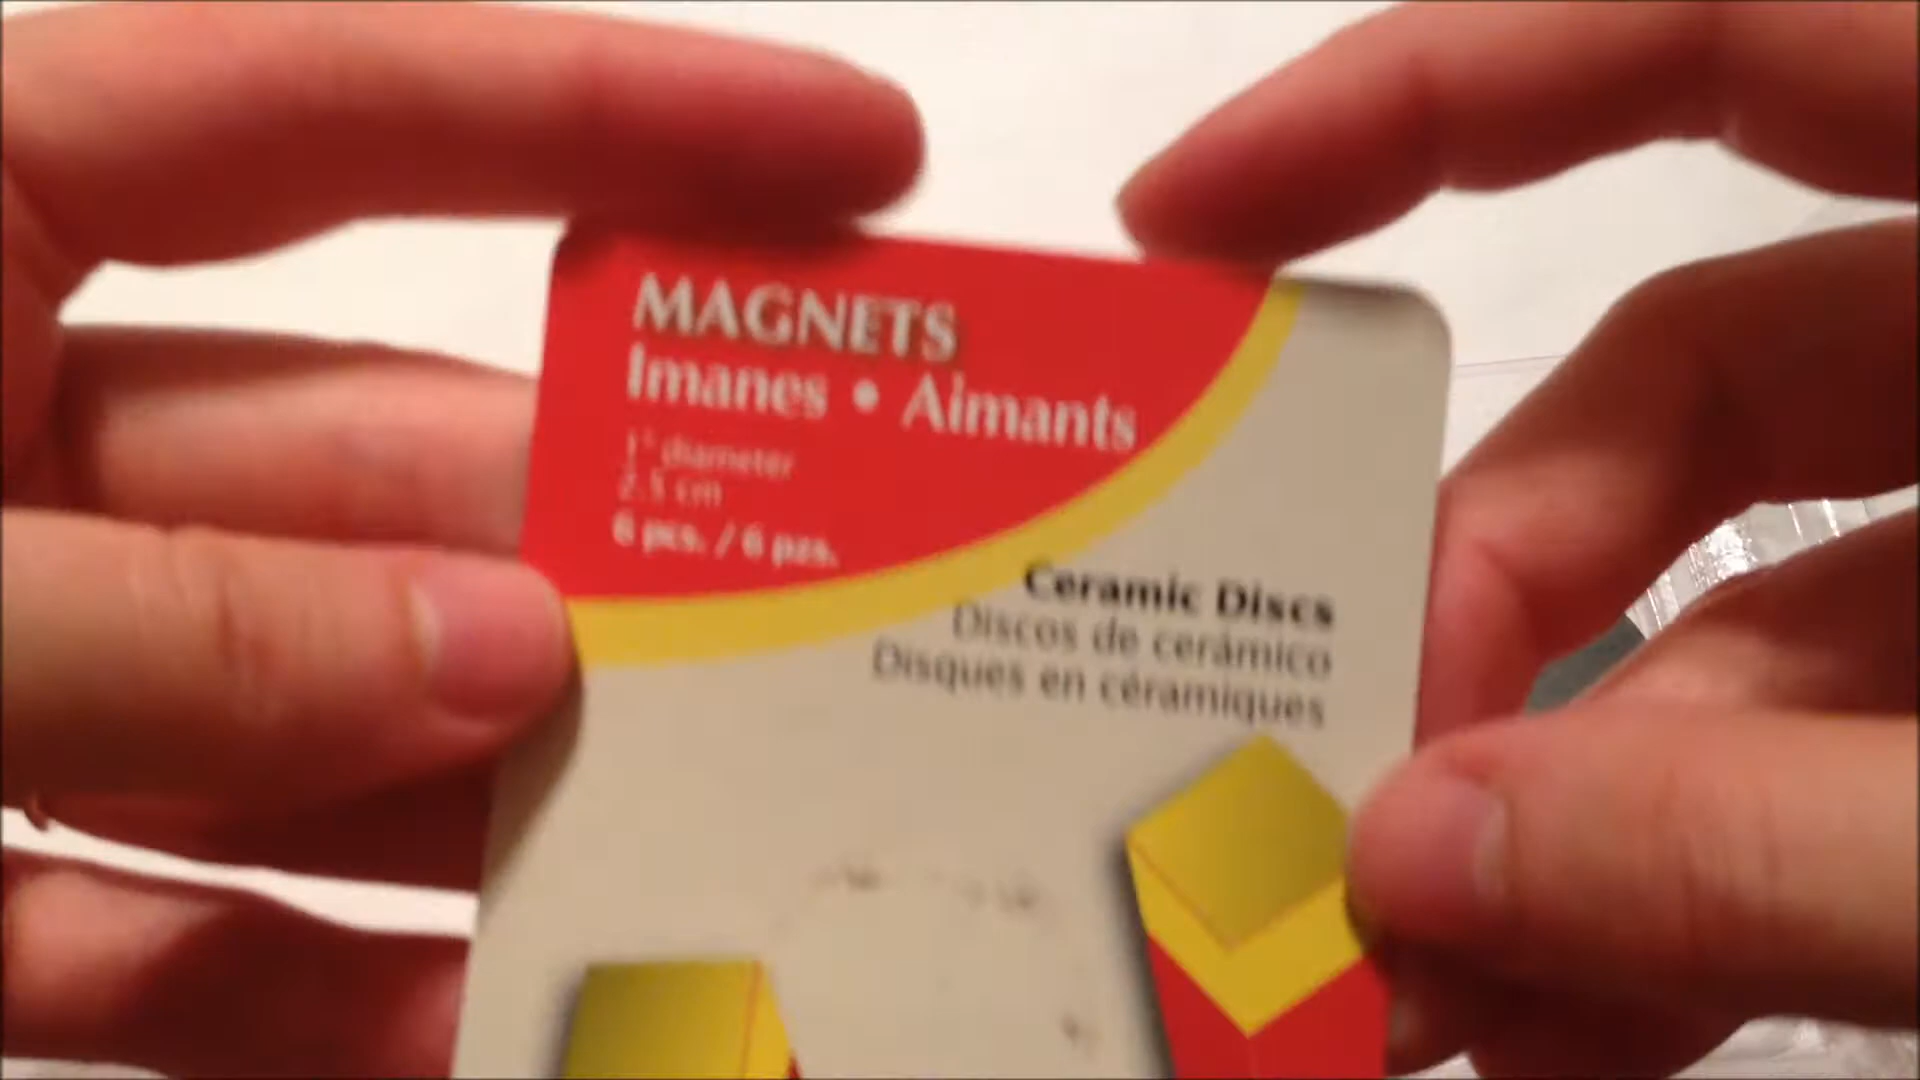 MAGNETS
Imanes • Aimants
1" diameter
2.5 cm
6 pcs. / 6 pzs.
Ceramic Discs
Discos de cerámico
Disques en céramiques